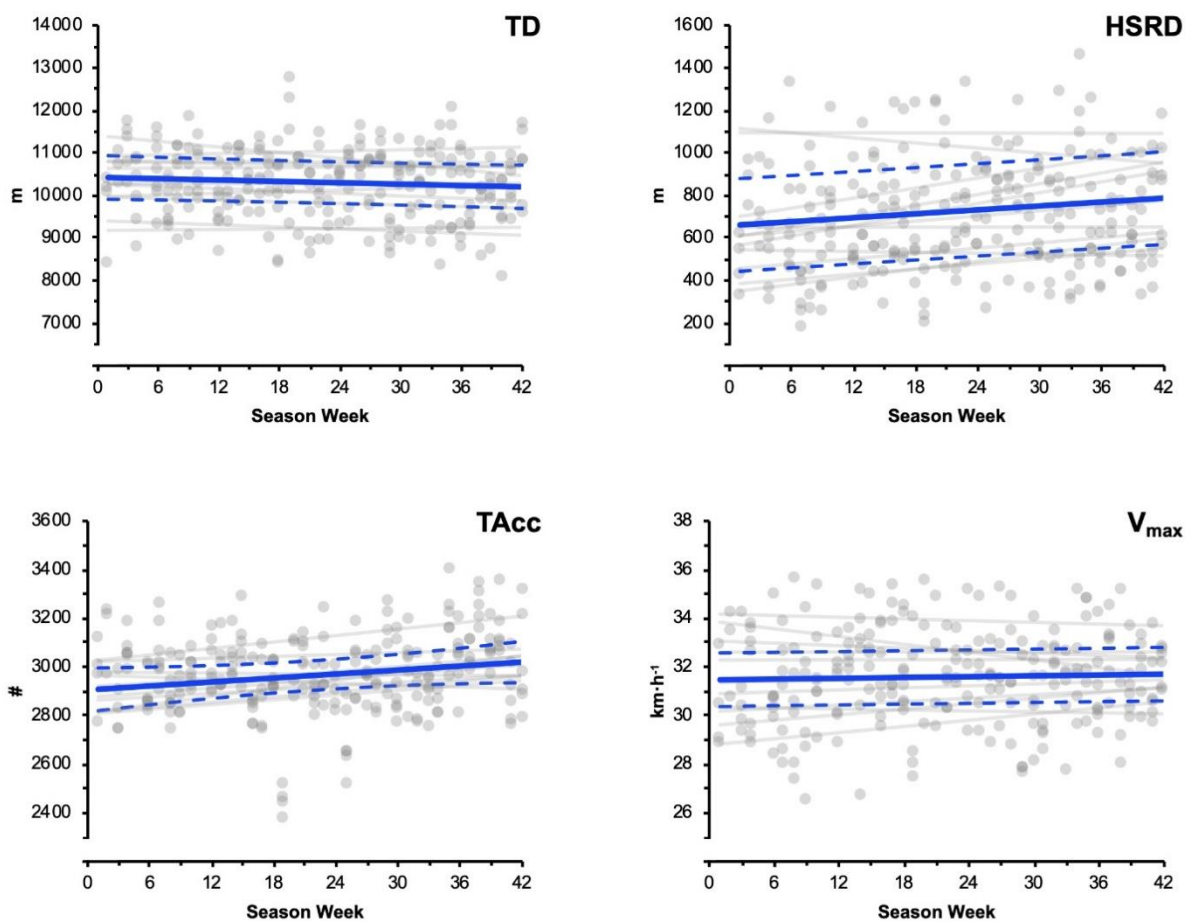 TD
14000
13000
12000
11000
10000
9000
8000
7000
m
0 6 12 18 24 30 36 42
Season Week
HSRD
1600
1400
1200
1000
800
600
400
200
m
0 6 12 18 24 30 36 42
Season Week
TAcc
3600
3400
3200
3000
2800
2600
2400
#
0 6 12 18 24 30 36 42
Season Week
Vmax
38
36
34
32
30
28
26
km·h-1
0 6 12 18 24 30 36 42
Season Week